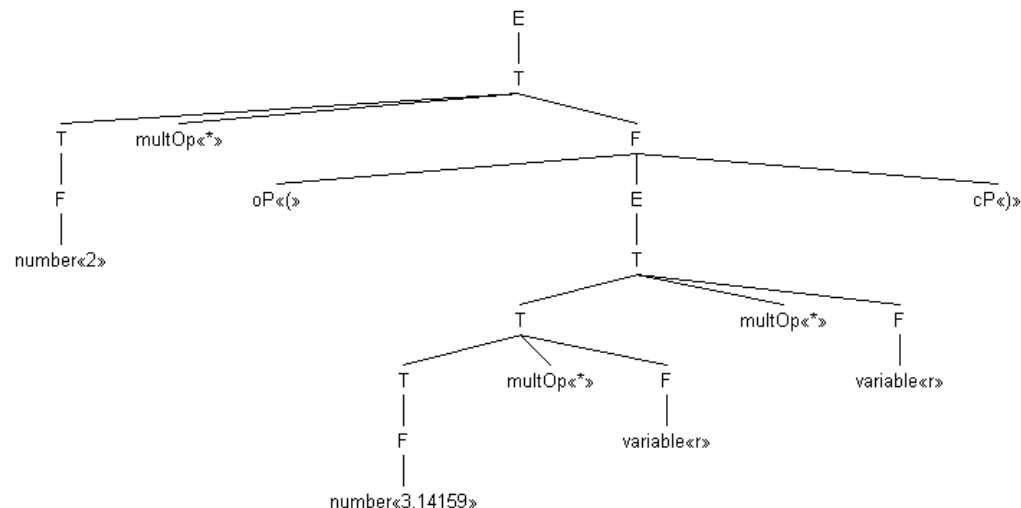 E
T
T multOp«*» F
F oP«(» E cP«)»
number«2» T
T multOp«*» F
T multOp«*» F variable«r»
F variable«r»
number«3.14159»